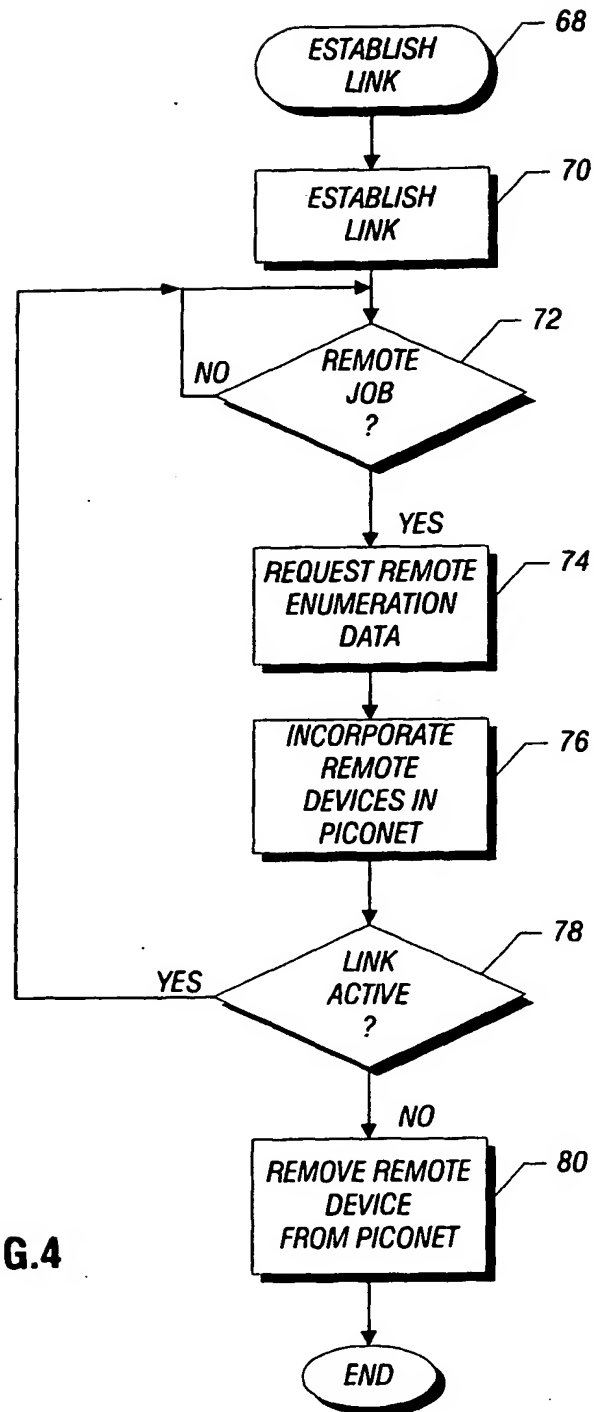 ESTABLISH
LINK
68
ESTABLISH
LINK
70
REMOTE
JOB
?
72
NO
YES
REQUEST REMOTE
ENUMERATION
DATA
74
INCORPORATE
REMOTE
DEVICES IN
PICONET
76
LINK
ACTIVE
?
78
YES
NO
REMOVE REMOTE
DEVICE
FROM PICONET
80
G.4
END